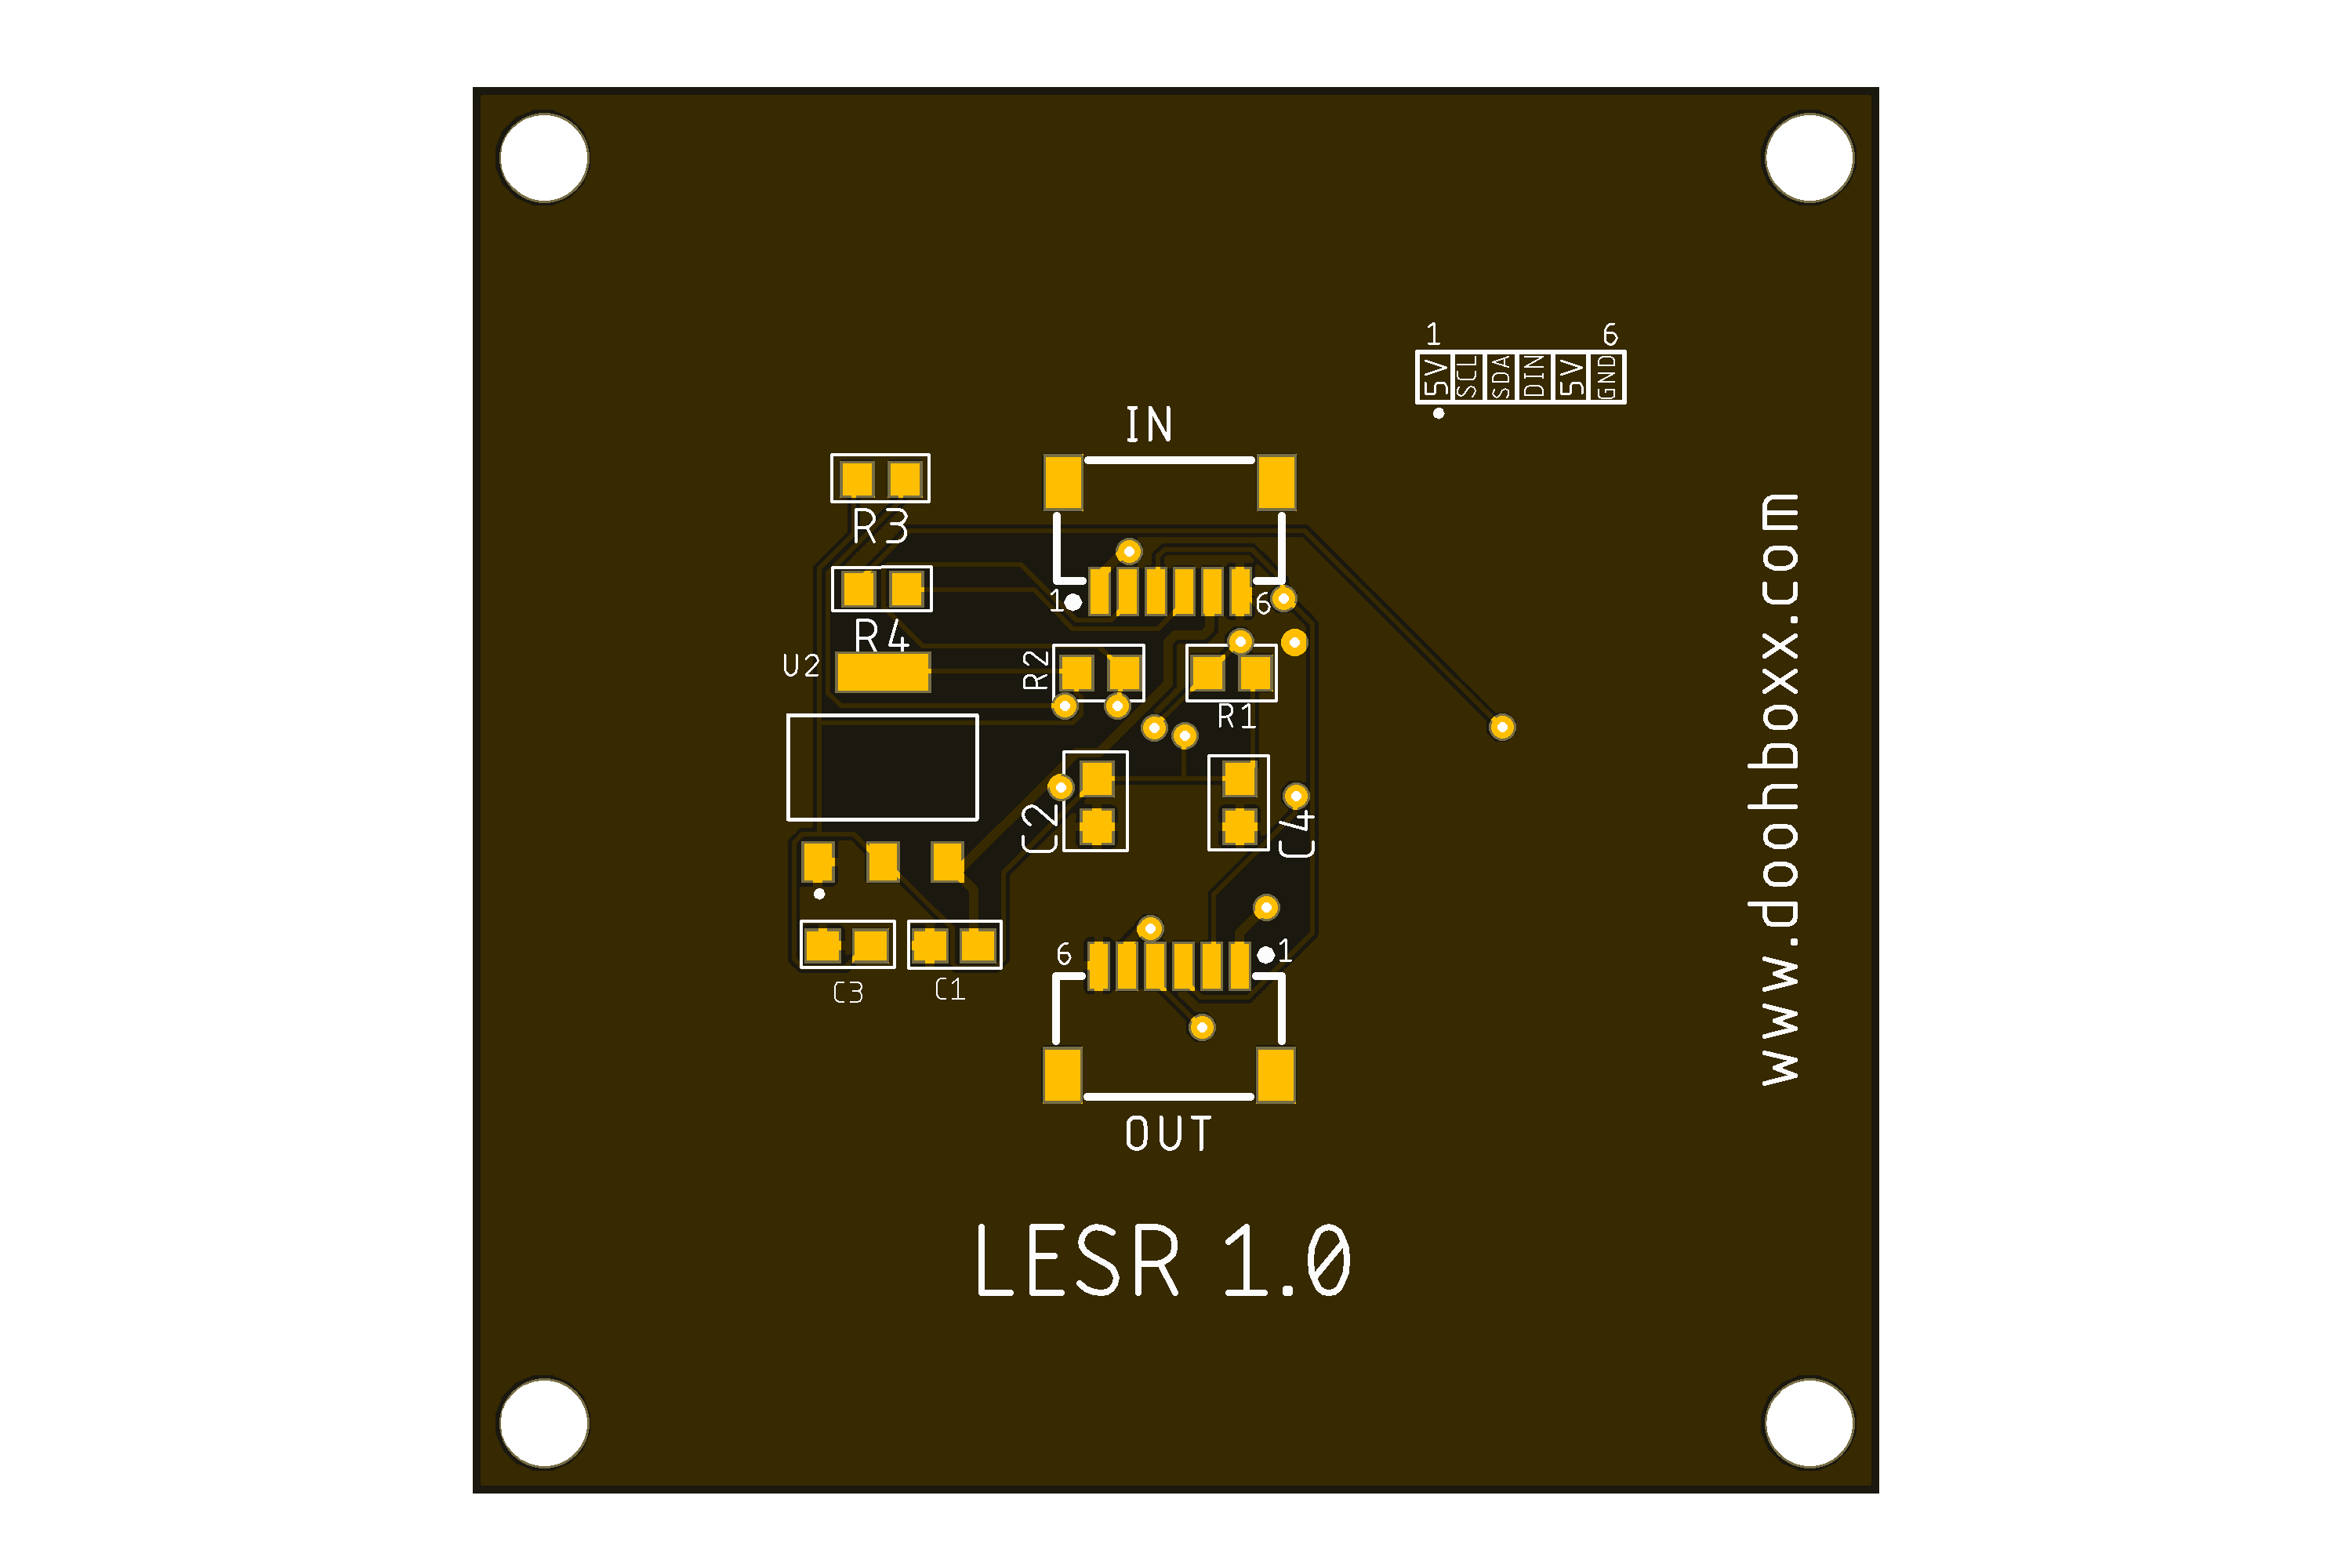 1 6
5V SCL SDA DIN 5V GND
IN
R3
1 6
R4
U2
R2
R1
C2
C4
6 1
C3
C1
OUT
LESR 1.0
www.doohboxx.com